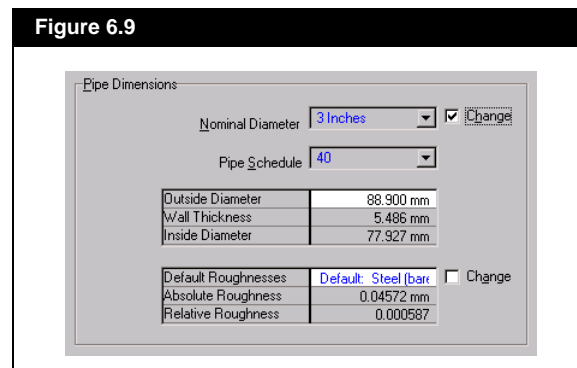 Figure 6.9
Pipe Dimensions
Nominal Diameter 3 Inches Change
Pipe Schedule 40
Outside Diameter 88.900 mm
Wall Thickness 5.486 mm
Inside Diameter 77.927 mm
Default Roughnesses Default: Steel (bare Change
Absolute Roughness 0.04572 mm
Relative Roughness 0.000587